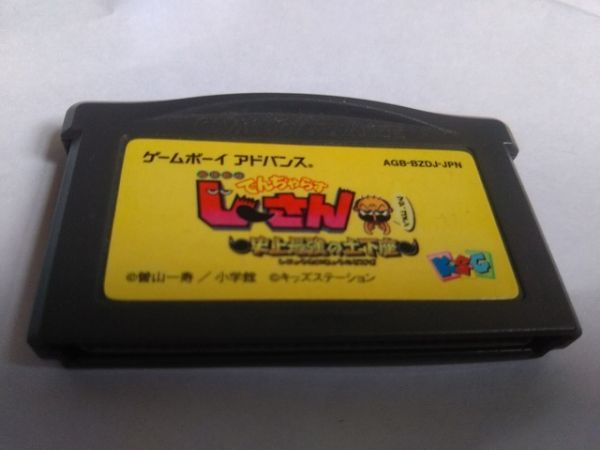 ゲームボーイ アドバンス®
AGB-BZDJ-JPN
でんぢゃらす
じーさん
史上最強の土下座
©曽山一寿／小学館 ©キッズステーション